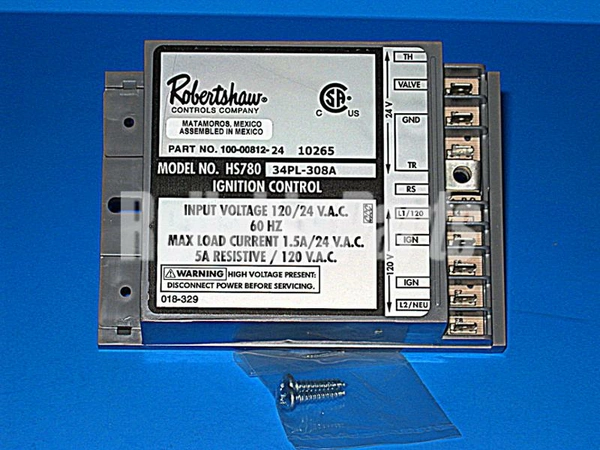 Robertshaw®
CONTROLS COMPANY
MATAMOROS, MEXICO
ASSEMBLED IN MEXICO
C US
PART NO. 100-00812-24 10265
MODEL NO. HS780 34PL-308A
IGNITION CONTROL
INPUT VOLTAGE 120/24 V.A.C.
60 HZ
MAX LOAD CURRENT 1.5A/24 V.A.C.
5A RESISTIVE / 120 V.A.C.
WARNING HIGH VOLTAGE PRESENT:
DISCONNECT POWER BEFORE SERVICING.
018-329
TH
VALVE
24 V
GND
TR
RS
L1/120
IGN
120 V
IGN
L2/NEU